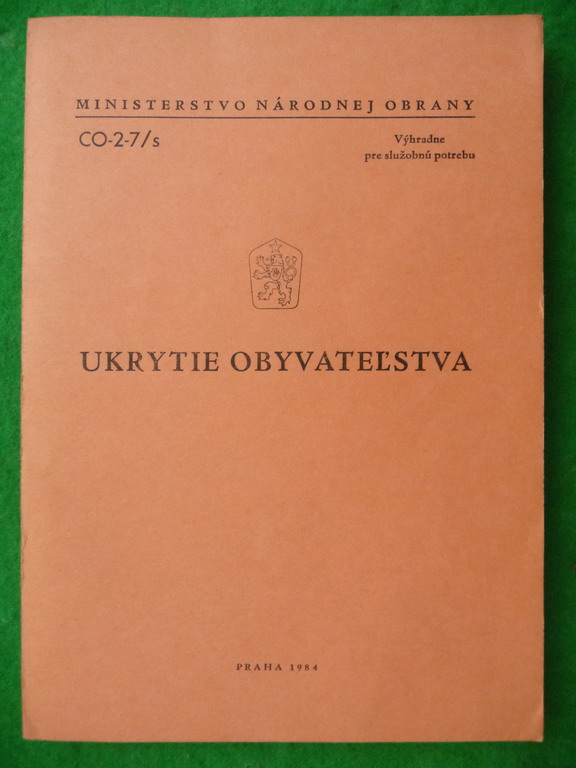 MINISTERSTVO NÁRODNEJ OBRANY
CO-2-7/s
Výhradne
pre služobnú potrebu
UKRYTIE OBYVATEĽSTVA
PRAHA 1984